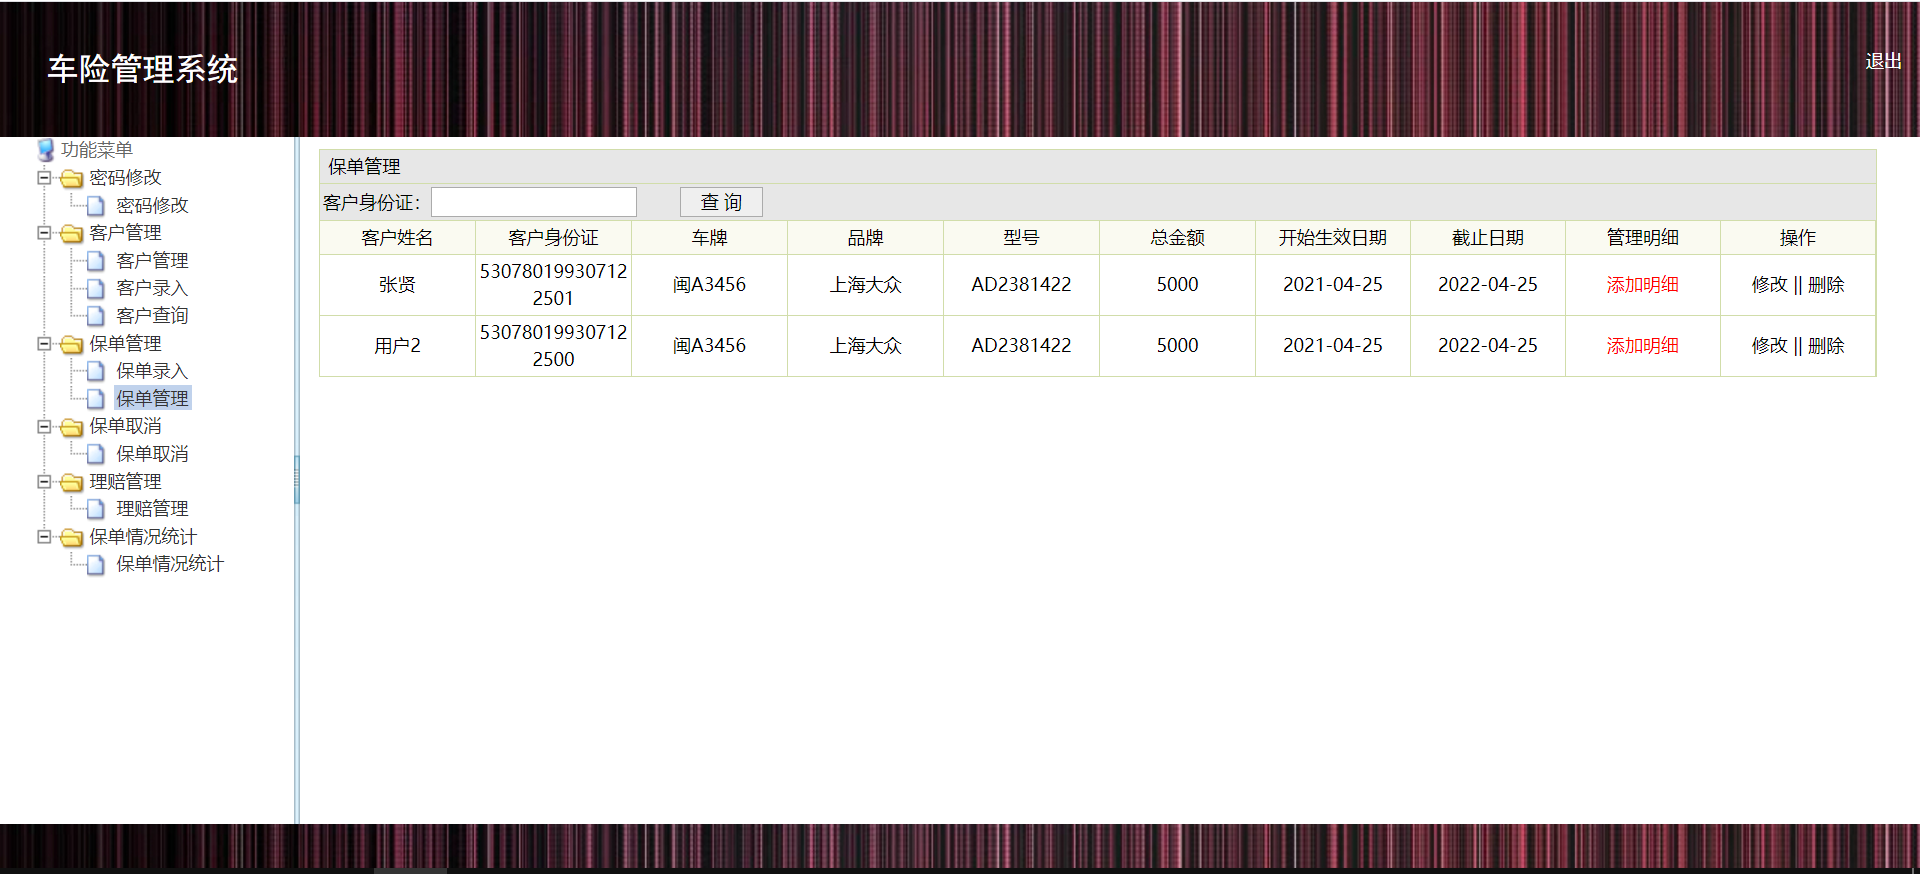 车险管理系统
退出
功能菜单
密码修改
密码修改
客户管理
客户管理
客户录入
客户查询
保单管理
保单录入
保单管理
保单取消
保单取消
理赔管理
理赔管理
保单情况统计
保单情况统计
保单管理
客户身份证： 查 询
客户姓名 客户身份证 车牌 品牌 型号 总金额 开始生效日期 截止日期 管理明细 操作
张贤 530780199307122501 闽A3456 上海大众 AD2381422 5000 2021-04-25 2022-04-25 添加明细 修改 || 删除
用户2 530780199307122500 闽A3456 上海大众 AD2381422 5000 2021-04-25 2022-04-25 添加明细 修改 || 删除